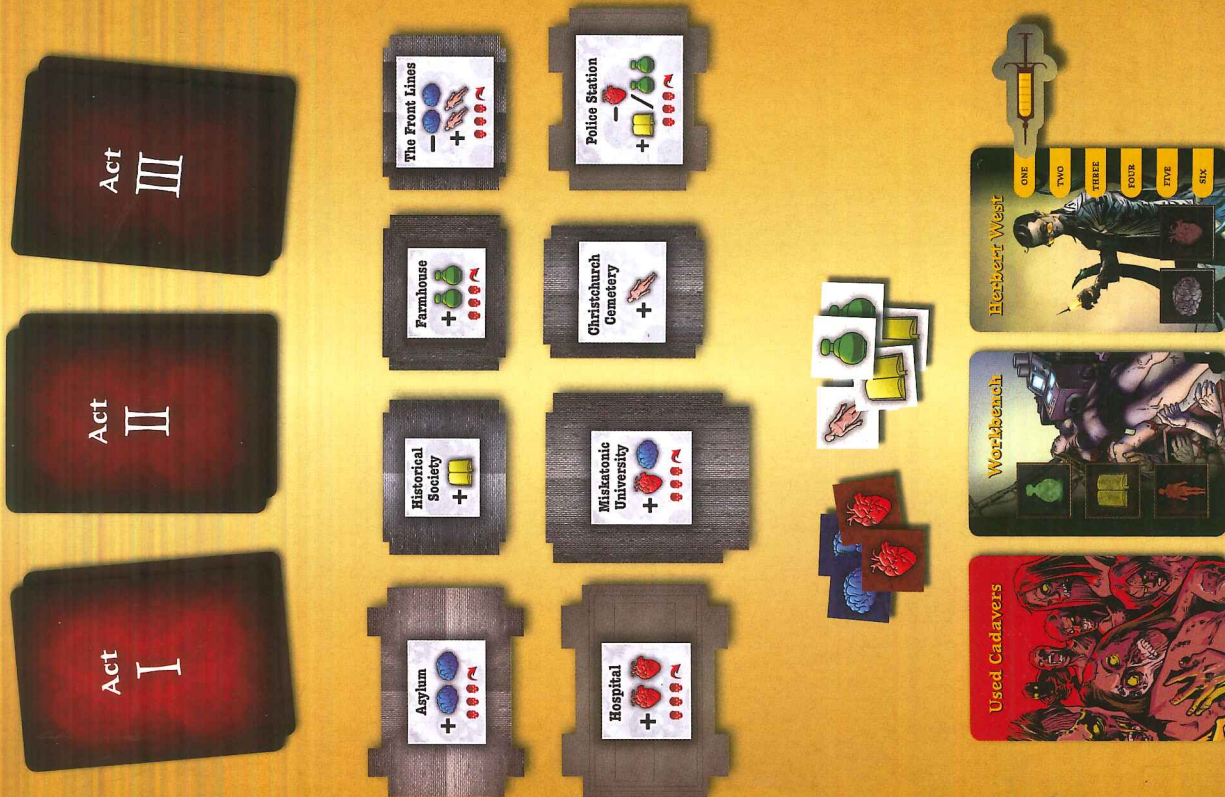 Act
I
Act
II
Act
III
Asylum
Historical
Society
Farmhouse
The Front Lines
Hospital
Miskatonic
University
Christchurch
Cemetery
Police Station
Used Cadavers
Workbench
Herbert West
ONE
TWO
THREE
FOUR
FIVE
SIX